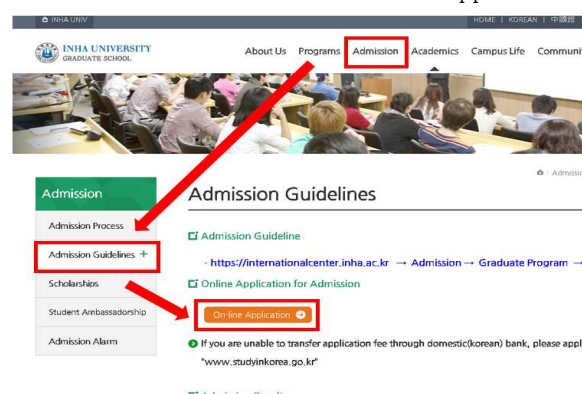 INHA UNIV
HOME | KOREAN | 中國語
INHA UNIVERSITY
GRADUATE SCHOOL
About Us Programs Admission Academics Campus Life Communi
Admission
Admission Guidelines
Admission Process
Admission Guidelines +
Scholarships
Student Ambassadorship
Admission Alarm
Admission Guideline
- https://internationalcenter.inha.ac.kr → Admission → Graduate Program →
Online Application for Admission
On-line Application
If you are unable to transfer application fee through domestic(korean) bank, please appl
"www.studyinkorea.go.kr"